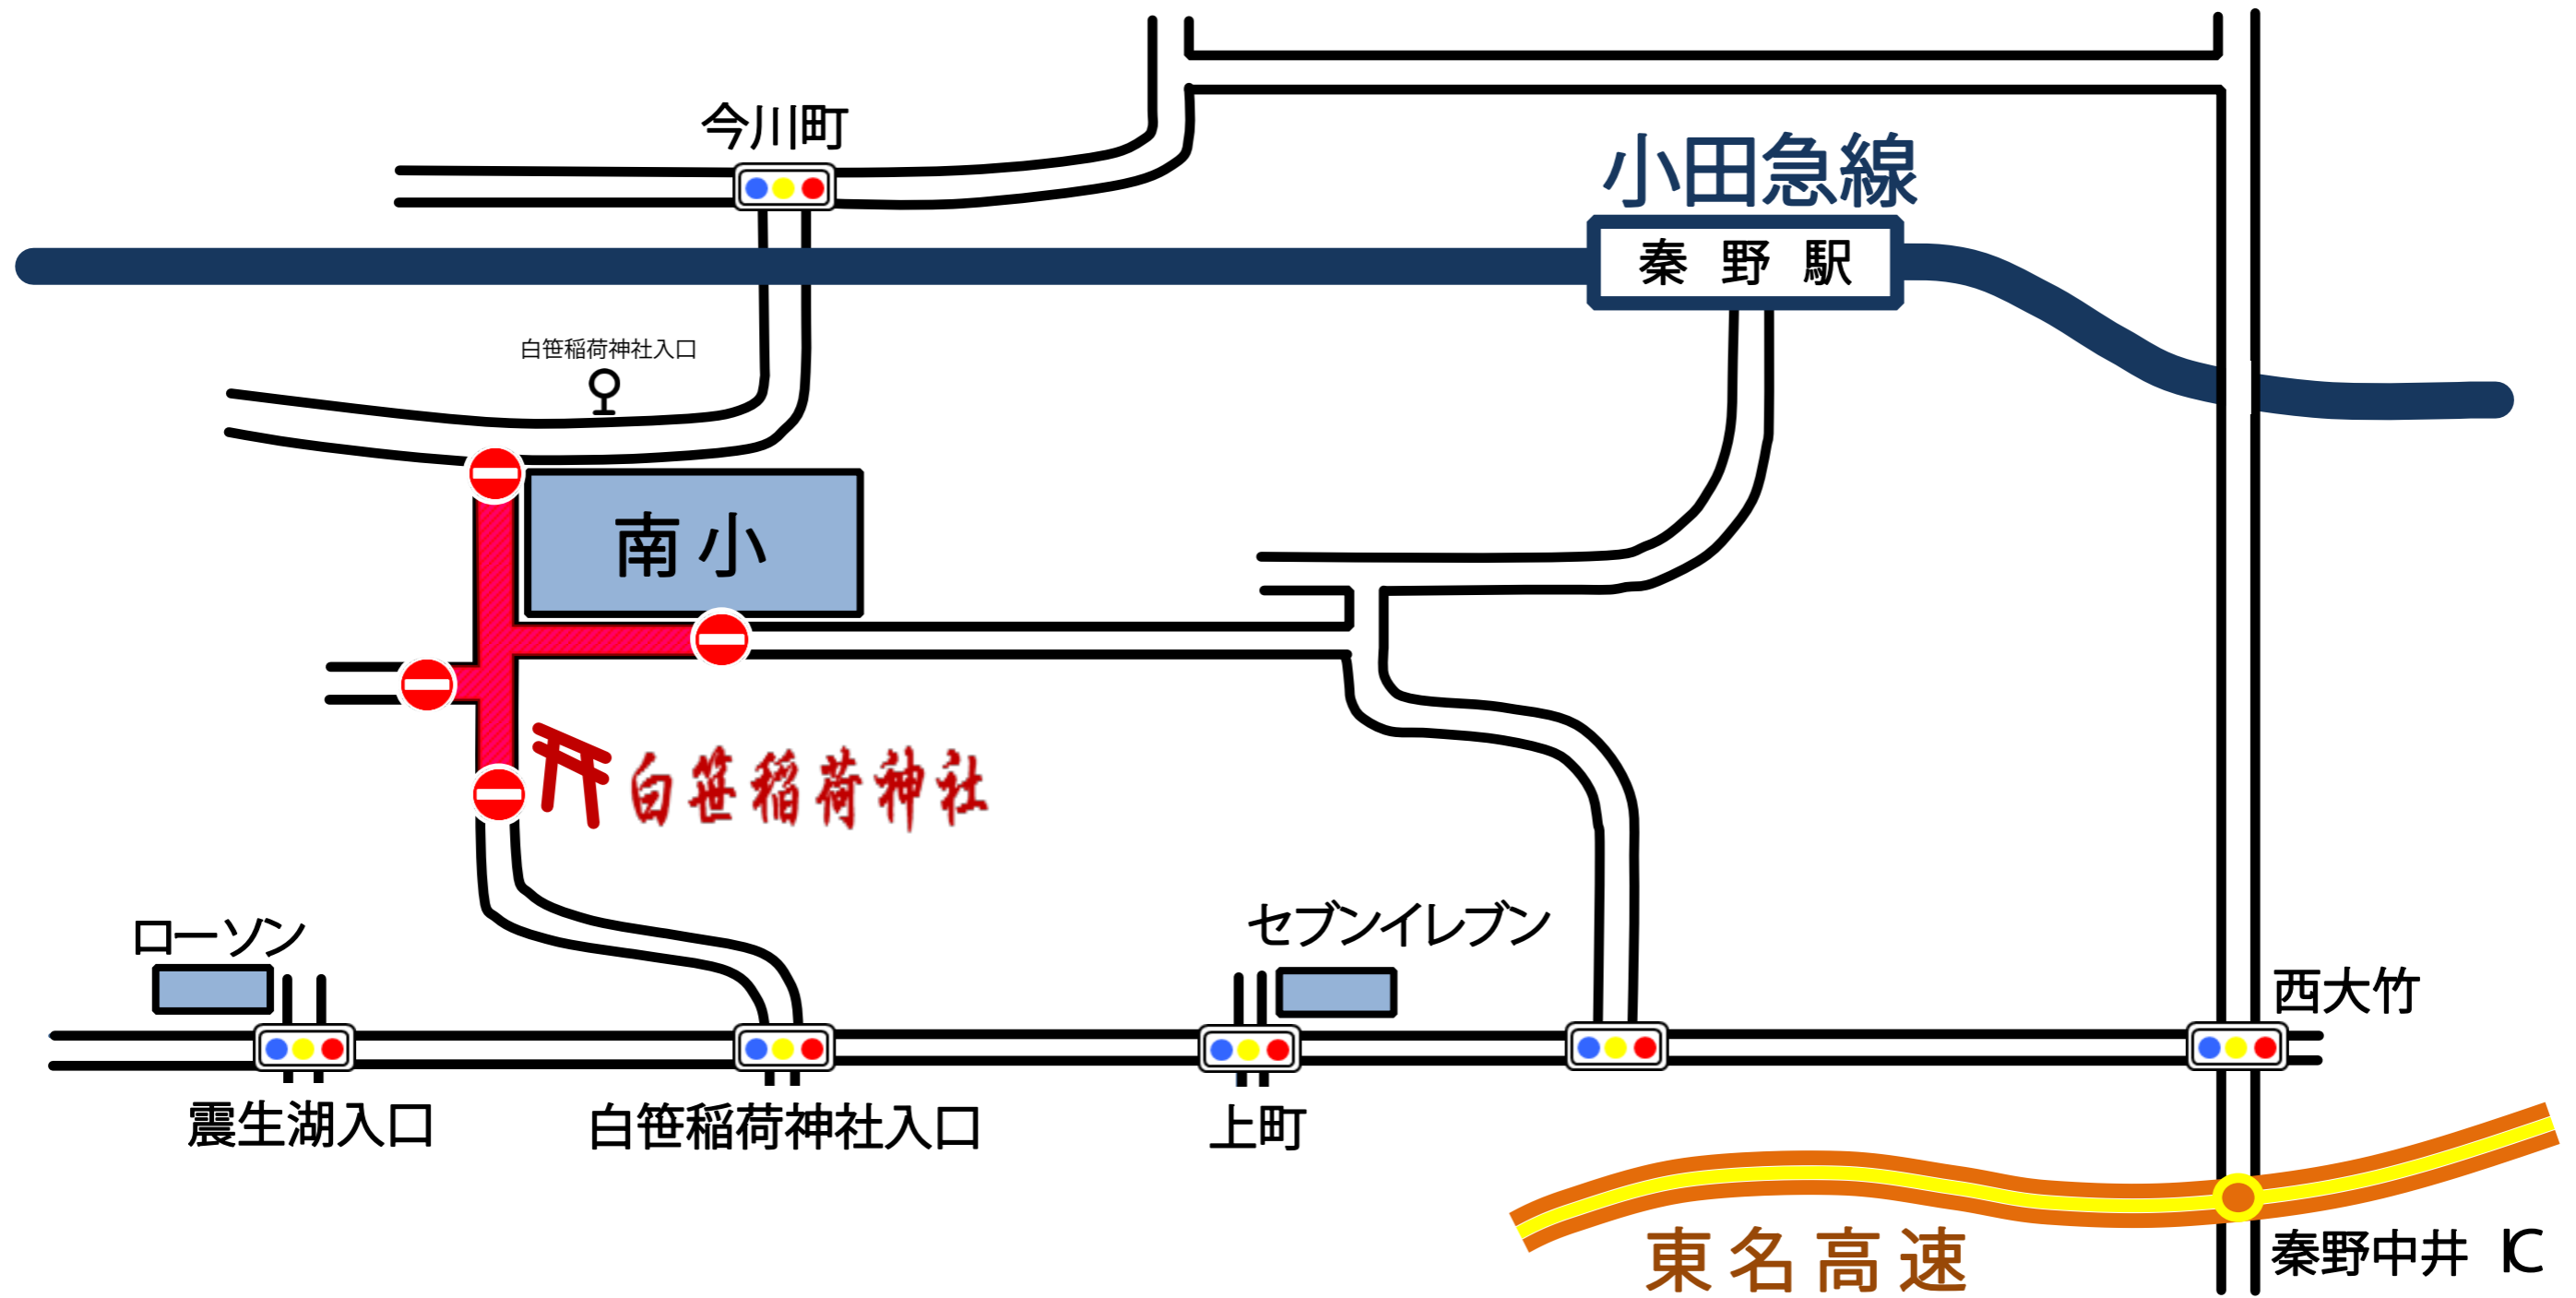 今川町
小田急線
秦野駅
白笹稲荷神社入口
南小
白笹稲荷神社
ローソン
セブンイレブン
西大竹
震生湖入口
白笹稲荷神社入口
上町
東名高速
秦野中井 IC